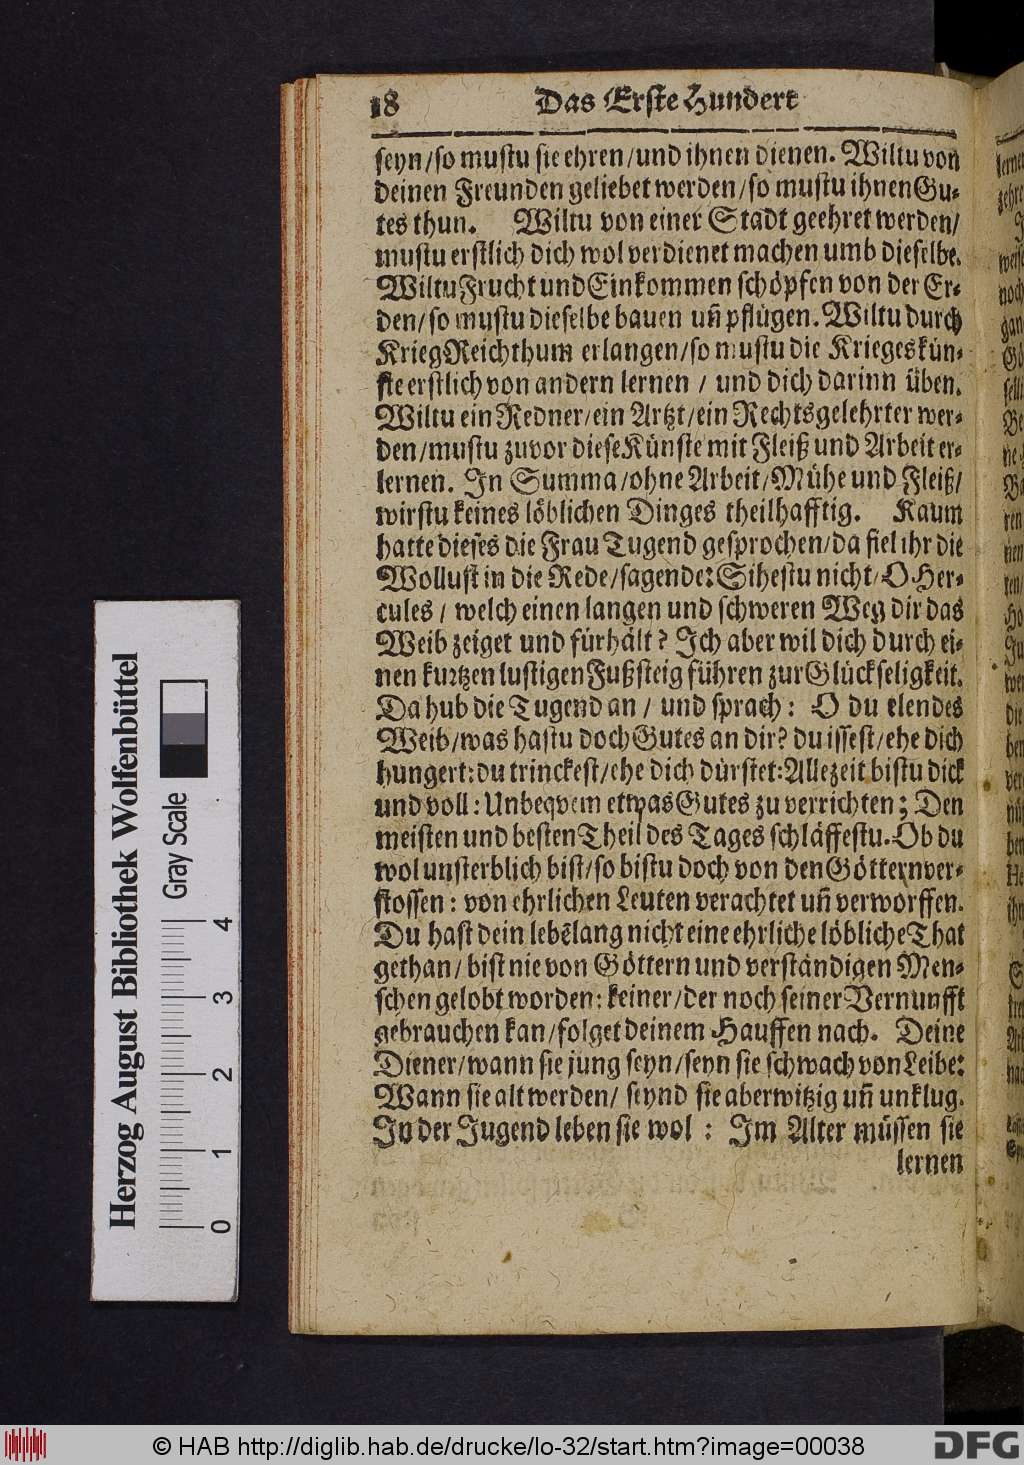 18 Das Erste Hundert
seyn/so mustu sie ehren/und ihnen dienen. Wiltu von
deinen Freunden geliebet werden/so mustu ihnen Gu-
tes thun. Wiltu von einer Stadt geehret werden/
mustu erstlich dich wol verdienet machen umb dieselbe.
Wiltu Frucht und Einkommen schöpfen von der Er-
den/so mustu dieselbe bauen uñ pflügen. Wiltu durch
Krieg Reichthum erlangen/so mustu die Kriegeskün-
ste erstlich von andern lernen / und dich darinn üben.
Wiltu ein Redner/ein Artzt/ein Rechtsgelehrter wer-
den/mustu zuvor diese Künste mit Fleiß und Arbeit er-
lernen. In Summa/ohne Arbeit/Mühe und Fleiß/
wirstu keines löblichen Dinges theilhafftig. Kaum
hatte dieses die Frau Tugend gesprochen/da fiel ihr die
Wollust in die Rede/sagende: Sihestu nicht/O Her-
cules / welch einen langen und schweren Weg dir das
Weib zeiget und fürhält? Ich aber wil dich durch ei-
nen kurtzen lustigen Fußsteig führen zur Glückseligkeit.
Da hub die Tugend an / und sprach: O du elendes
Weib/was hastu doch Gutes an dir? du issest/ehe dich
hungert: du trinckest/ehe dich dürstet: Allezeit bistu dick
und voll: Unbeqvem etwas Gutes zu verrichten; Den
meisten und besten Theil des Tages schläffestu. Ob du
wol unsterblich bist/so bistu doch von den Göttern ver-
stossen: von ehrlichen Leuten verachtet uñ verworffen.
Du hast dein lebẽlang nicht eine ehrliche löbliche That
gethan/ bist nie von Göttern und verständigen Men-
schen gelobt worden: keiner/der noch seiner Vernunfft
gebrauchen kan/folget deinem Hauffen nach. Deine
Diener/wann sie jung seyn/seyn sie schwach von Leibe:
Wann sie alt werden/ seynd sie aberwitzig uñ unklug.
In der Jugend leben sie wol: Im Alter müssen sie
lernen
Herzog August Bibliothek Wolfenbüttel
Gray Scale
0 1 2 3 4
© HAB http://diglib.hab.de/drucke/lo-32/start.htm?image=00038
DFG